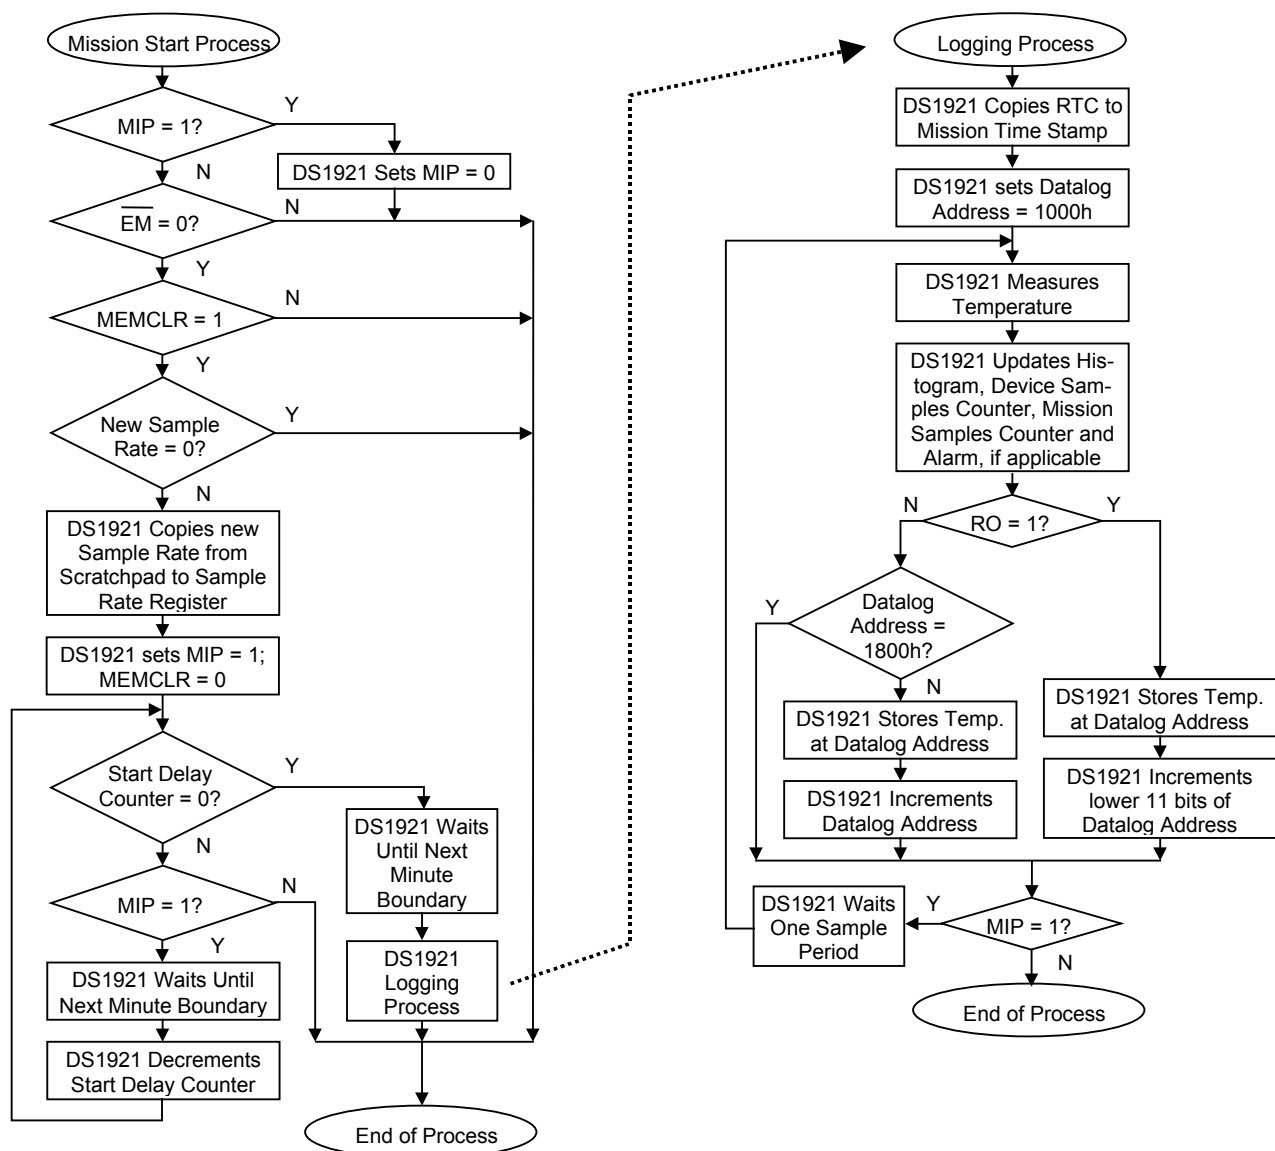 Mission Start Process
MIP = 1?
Y
N
DS1921 Sets MIP = 0
EM = 0?
N
Y
MEMCLR = 1
N
Y
New Sample
Rate = 0?
Y
N
DS1921 Copies new
Sample Rate from
Scratchpad to Sample
Rate Register
DS1921 sets MIP = 1;
MEMCLR = 0
Start Delay
Counter = 0?
Y
N
MIP = 1?
N
Y
DS1921 Waits Until
Next Minute Boundary
DS1921 Decrements
Start Delay Counter
DS1921 Waits
Until Next
Minute
Boundary
DS1921
Logging
Process
End of Process
Logging Process
DS1921 Copies RTC to
Mission Time Stamp
DS1921 sets Datalog
Address = 1000h
DS1921 Measures
Temperature
DS1921 Updates His-
togram, Device Sam-
ples Counter, Mission
Samples Counter and
Alarm, if applicable
N
RO = 1?
Y
Y
Datalog
Address =
1800h?
N
DS1921 Stores Temp.
at Datalog Address
DS1921 Increments
Datalog Address
DS1921 Stores Temp.
at Datalog Address
DS1921 Increments
lower 11 bits of
Datalog Address
DS1921 Waits
One Sample
Period
Y
MIP = 1?
N
End of Process